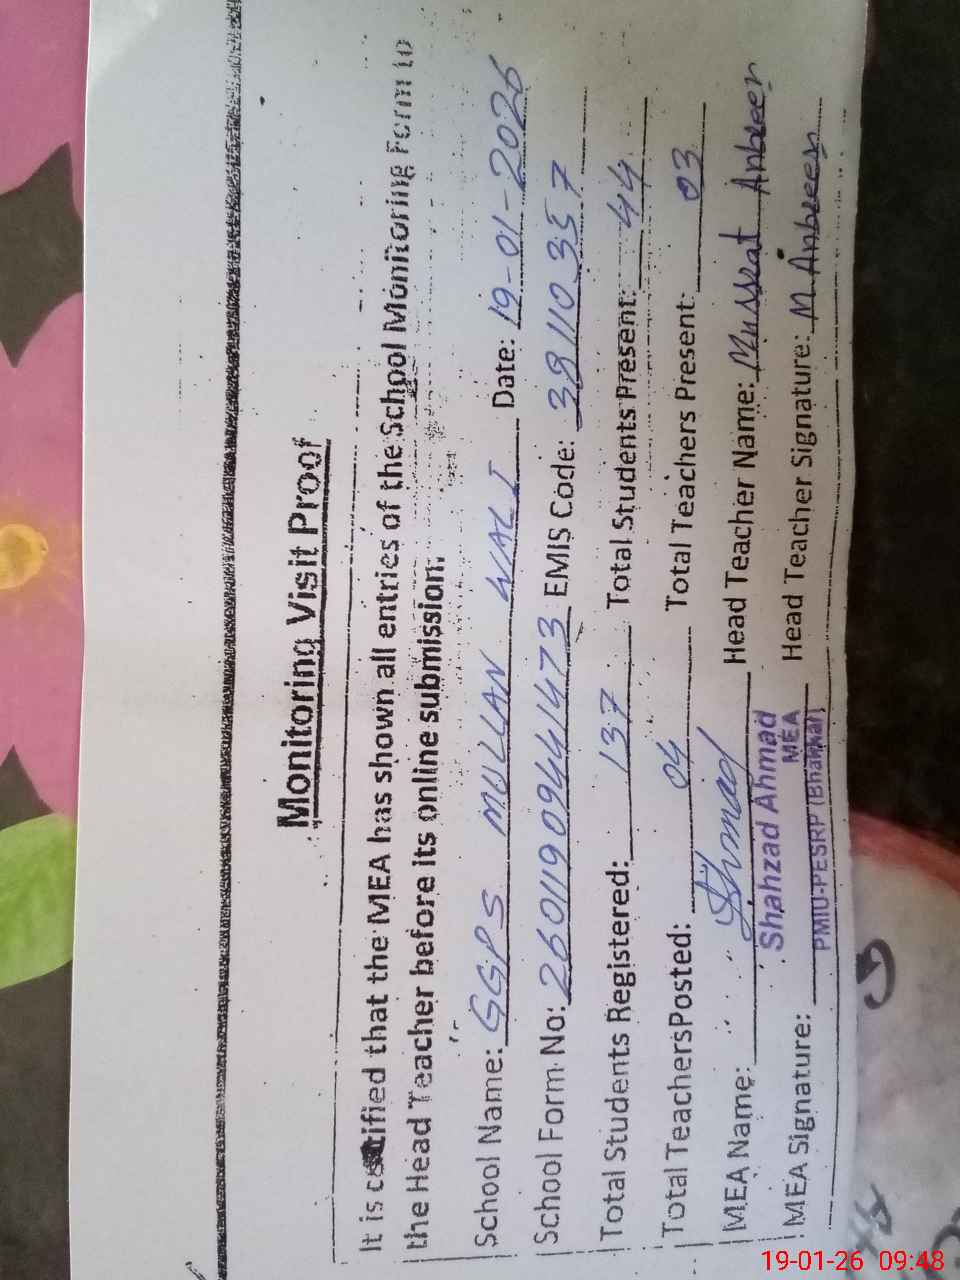 Monitoring Visit Proof
It is certified that the MEA has shown all entries of the School Monitoring Form to
the Head Teacher before its online submission.
School Name: GGPS MULLAN WALI Date: 19-01-2026
School Form No: 260119094441473 EMIS Code: 38110357
Total Students Registered: 137 Total Students Present: 44
Total Teachers Posted: 04 Total Teachers Present: 03
MEA Name: Ahmad Head Teacher Name: Mussrat Anbreen
Shahzad Ahmad
MEA
MEA Signature: PMIU-PESRP (Bhakkar) Head Teacher Signature: M Anbreen
19-01-26 09:48